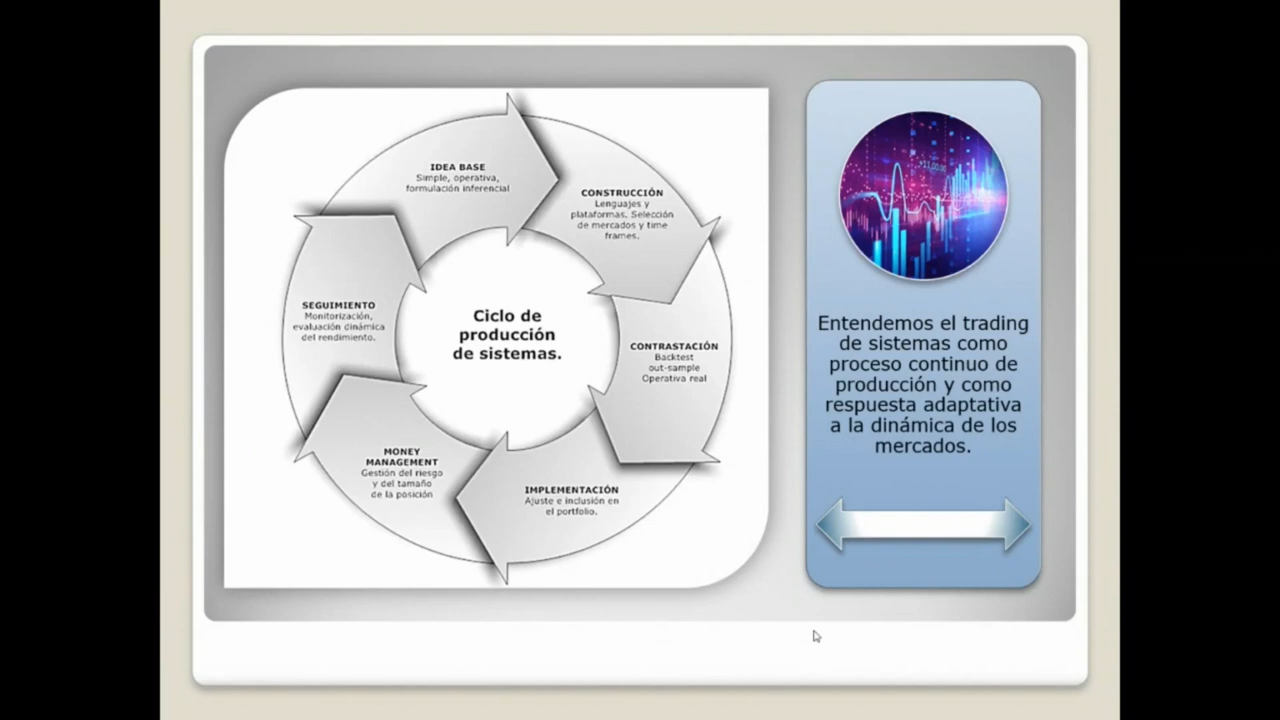 IDEA BASE
Simple, operativa,
formulación inferencial
CONSTRUCCIÓN
Lenguajes y
plataformas. Selección
de mercados y time
frames.
CONTRASTACIÓN
Backtest
out-sample
Operativa real
IMPLEMENTACIÓN
Ajuste e inclusión en
el portfolio.
MONEY
MANAGEMENT
Gestión del riesgo
y del tamaño
de la posición
SEGUIMIENTO
Monitorización,
evaluación dinámica
del rendimiento.
Ciclo de
producción
de sistemas.
Entendemos el trading
de sistemas como
proceso continuo de
producción y como
respuesta adaptativa
a la dinámica de los
mercados.